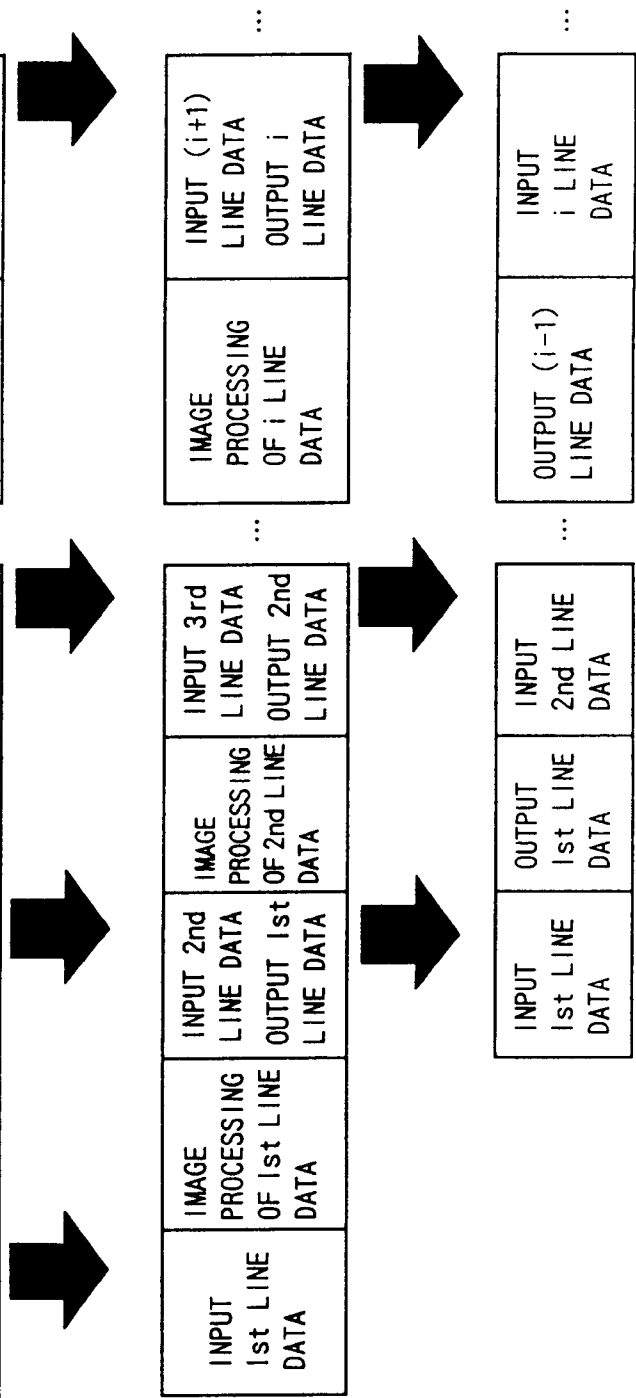 INPUT
1st LINE
DATA
IMAGE
PROCESSING
OF 1st LINE
DATA
INPUT 2nd
LINE DATA
OUTPUT 1st
LINE DATA
IMAGE
PROCESSING
OF 2nd LINE
DATA
INPUT 3rd
LINE DATA
OUTPUT 2nd
LINE DATA
...
IMAGE
PROCESSING
OF i LINE
DATA
INPUT (i+1)
LINE DATA
OUTPUT i
LINE DATA
...
INPUT
1st LINE
DATA
OUTPUT
1st LINE
DATA
INPUT
2nd LINE
DATA
...
OUTPUT (i-1)
LINE DATA
INPUT
i LINE
DATA
...